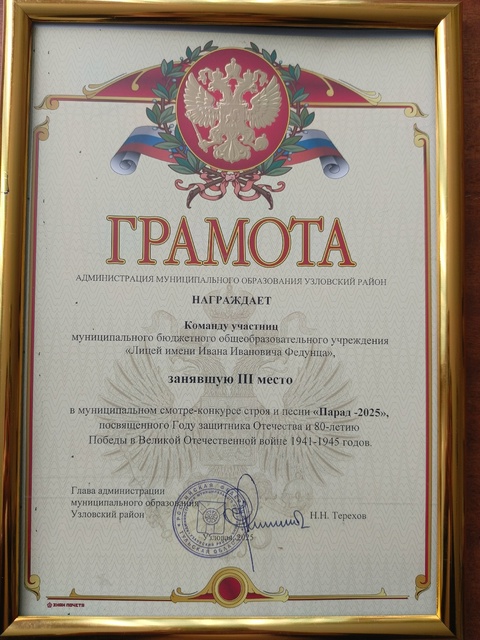 ГРАМОТА
АДМИНИСТРАЦИЯ МУНИЦИПАЛЬНОГО ОБРАЗОВАНИЯ УЗЛОВСКИЙ РАЙОН
НАГРАЖДАЕТ
Команду участниц
муниципального бюджетного общеобразовательного учреждения
«Лицей имени Ивана Ивановича Федунца»,
занявшую III место
в муниципальном смотре-конкурсе строя и песни «Парад -2025»,
посвященного Году защитника Отечества и 80-летию
Победы в Великой Отечественной войне 1941-1945 годов.
Глава администрации
муниципального образования
Узловский район
Н.Н. Терехов
Узловая, 2025